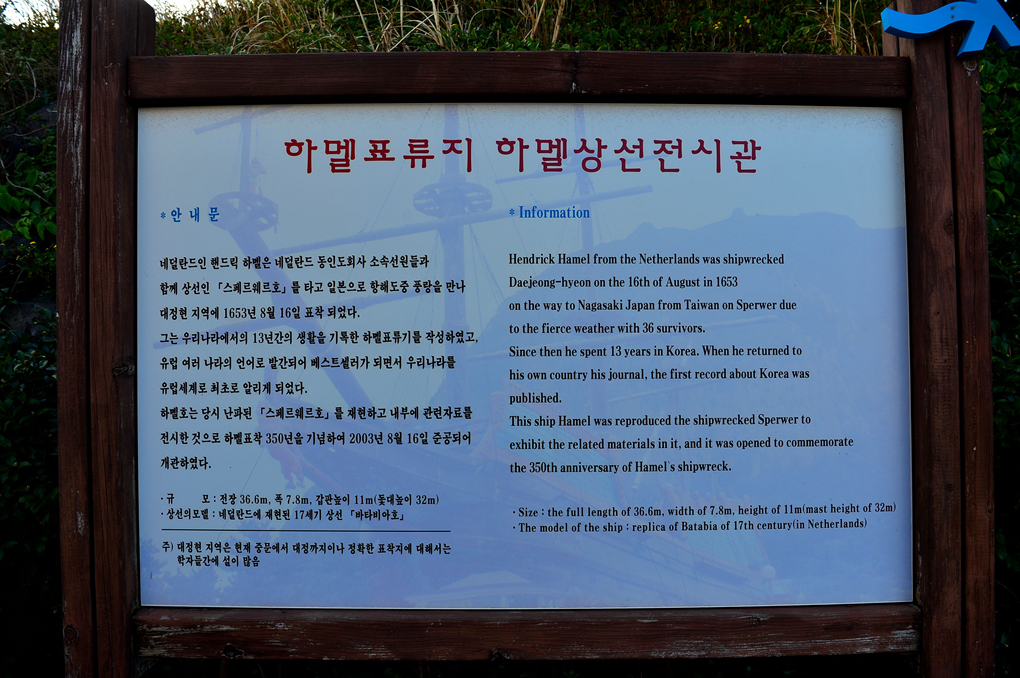 하멜표류지 하멜상선전시관
*안 내 문
네덜란드인 핸드릭 하멜은 네덜란드 동인도회사 소속선원들과
함께 상선인 「스페르웨르호」를 타고 일본으로 항해도중 풍랑을 만나
대정현 지역에 1653년 8월 16일 표착 되었다.
그는 우리나라에서의 13년간의 생활을 기록한 하멜표류기를 작성하였고,
유럽 여러 나라의 언어로 발간되어 베스트셀러가 되면서 우리나라를
유럽세계로 최초로 알리게 되었다.
하멜호는 당시 난파된 「스페르웨르호」를 재현하고 내부에 관련자료를
전시한 것으로 하멜표착 350년을 기념하여 2003년 8월 16일 준공되어
개관하였다.
· 규 모 : 전장 36.6m, 폭 7.8m, 갑판높이 11m(돛대높이 32m)
· 상선의모델 : 네덜란드에 재현된 17세기 상선 「바타비아호」
주) 대정현 지역은 현재 중문에서 대정까지이나 정확한 표착지에 대해서는
학자들간에 설이 많음
* Information
Hendrick Hamel from the Netherlands was shipwrecked
Daejeong-hyeon on the 16th of August in 1653
on the way to Nagasaki Japan from Taiwan on Sperwer due
to the fierce weather with 36 survivors.
Since then he spent 13 years in Korea. When he returned to
his own country his journal, the first record about Korea was
published.
This ship Hamel was reproduced the shipwrecked Sperwer to
exhibit the related materials in it, and it was opened to commemorate
the 350th anniversary of Hamel's shipwreck.
· Size : the full length of 36.6m, width of 7.8m, height of 11m(mast height of 32m)
· The model of the ship : replica of Batabia of 17th century(in Netherlands)